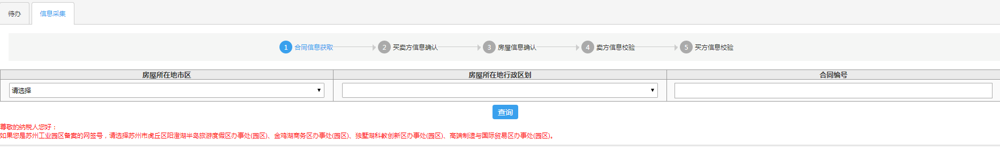 待办 信息采集
1 合同信息获取 2 买卖方信息确认 3 房屋信息确认 4 卖方信息校验 5 买方信息校验
房屋所在地市区 房屋所在地行政区划 合同编号
请选择
查询
尊敬的纳税人您好：
如果您是苏州工业园区备案的网签号，请选择苏州市虎丘区阳澄湖半岛旅游度假区办事处(园区)、金鸡湖商务区办事处(园区)、独墅湖科教创新区办事处(园区)、高端制造与国际贸易区办事处(园区)。